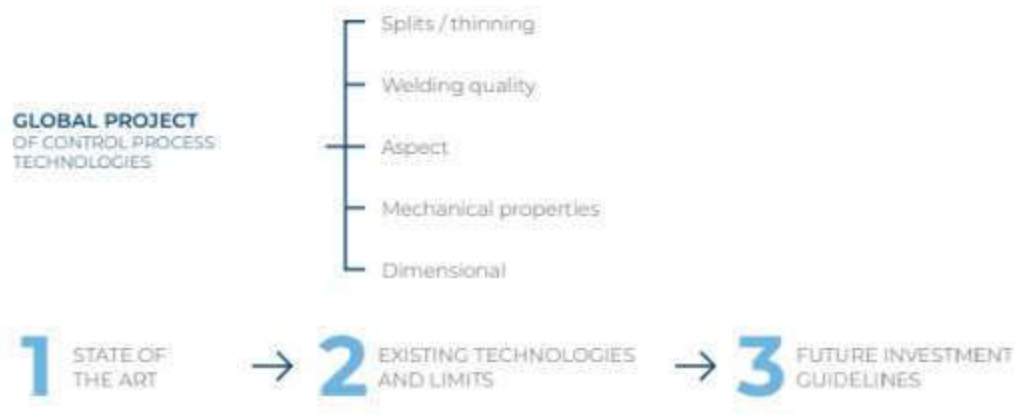 Splits / thinning
Welding quality
GLOBAL PROJECT
OF CONTROL PROCESS
TECHNOLOGIES
Aspect
Mechanical properties
Dimensional
1 STATE OF
THE ART
2 EXISTING TECHNOLOGIES
AND LIMITS
3 FUTURE INVESTMENT
GUIDELINES